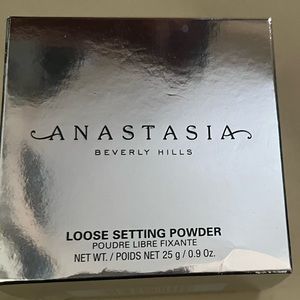 ANASTASIA
BEVERLY HILLS
LOOSE SETTING POWDER
POUDRE LIBRE FIXANTE
NET WT. / POIDS NET 25 g / 0.9 Oz.